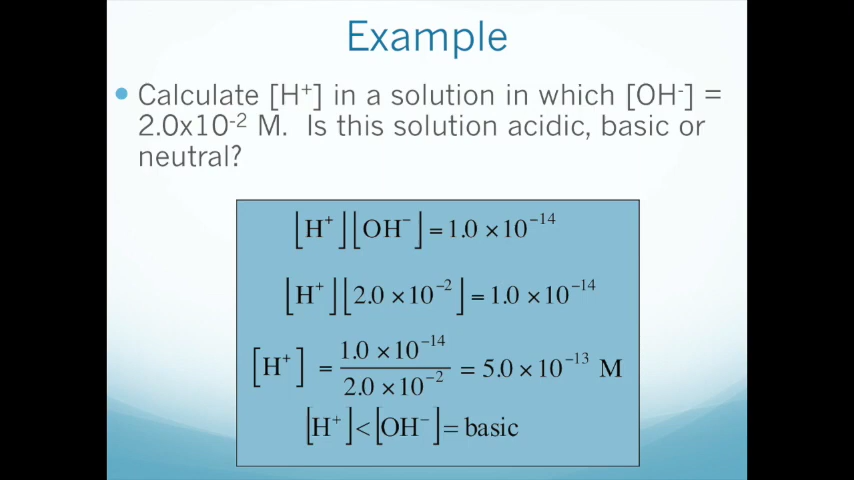 Example
• Calculate [H⁺] in a solution in which [OH⁻] =
2.0x10⁻² M. Is this solution acidic, basic or
neutral?
⌊H⁺⌋⌊OH⁻⌋ = 1.0 × 10⁻¹⁴
⌊H⁺⌋⌊2.0 × 10⁻²⌋ = 1.0 × 10⁻¹⁴
[H⁺] = 1.0 × 10⁻¹⁴ / 2.0 × 10⁻² = 5.0 × 10⁻¹³ M
⌊H⁺⌋ < ⌊OH⁻⌋ = basic